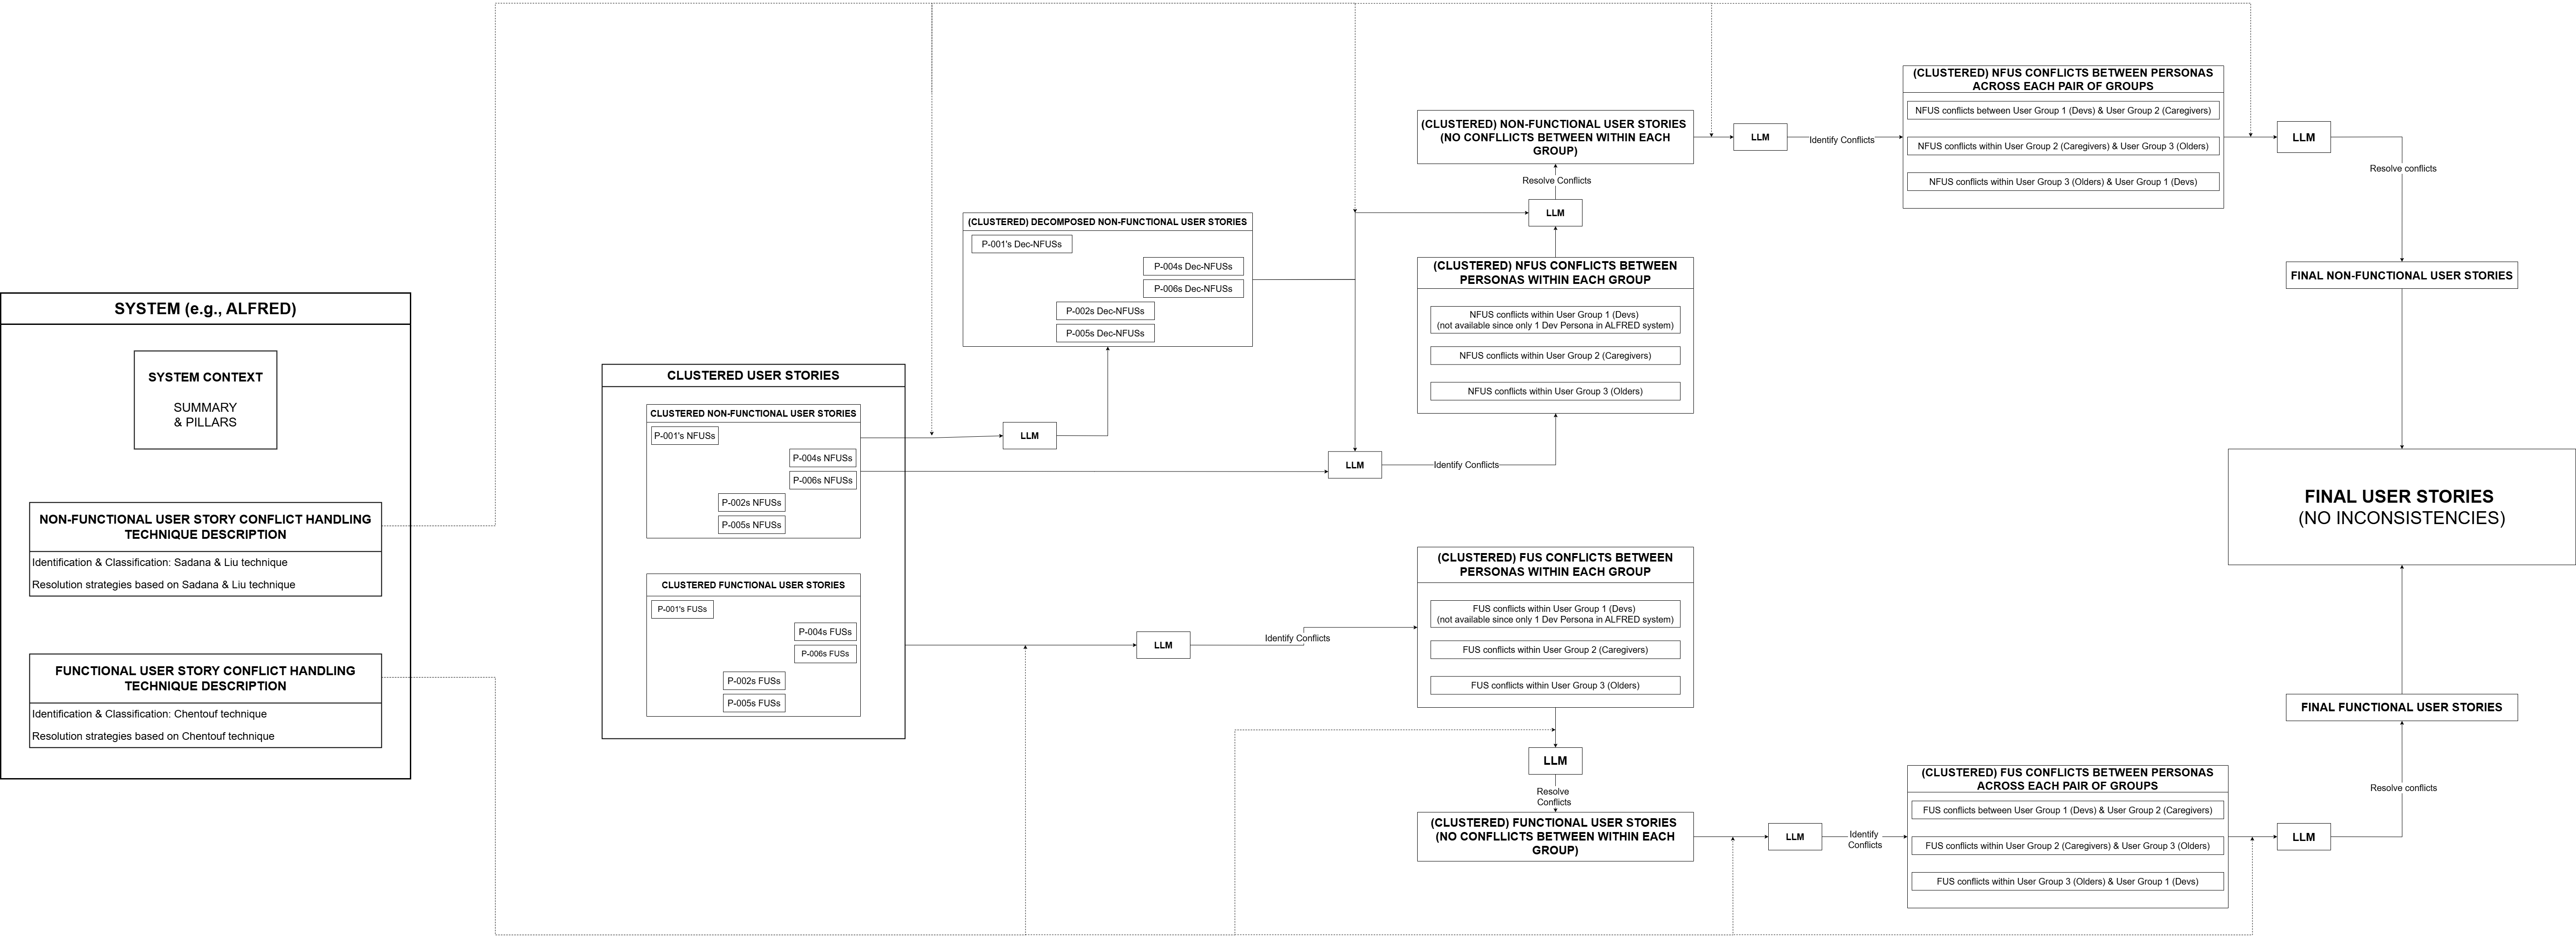 SYSTEM (e.g., ALFRED)
SYSTEM CONTEXT
SUMMARY
& PILLARS
NON-FUNCTIONAL USER STORY CONFLICT HANDLING
TECHNIQUE DESCRIPTION
Identification & Classification: Sadana & Liu technique
Resolution strategies based on Sadana & Liu technique
FUNCTIONAL USER STORY CONFLICT HANDLING
TECHNIQUE DESCRIPTION
Identification & Classification: Chentouf technique
Resolution strategies based on Chentouf technique
CLUSTERED USER STORIES
CLUSTERED NON-FUNCTIONAL USER STORIES
P-001's NFUSs
P-004s NFUSs
P-006s NFUSs
P-002s NFUSs
P-005s NFUSs
CLUSTERED FUNCTIONAL USER STORIES
P-001's FUSs
P-004s FUSs
P-006s FUSs
P-002s FUSs
P-005s FUSs
LLM
(CLUSTERED) DECOMPOSED NON-FUNCTIONAL USER STORIES
P-001's Dec-NFUSs
P-004s Dec-NFUSs
P-006s Dec-NFUSs
P-002s Dec-NFUSs
P-005s Dec-NFUSs
LLM
Identify Conflicts
(CLUSTERED) NFUS CONFLICTS BETWEEN
PERSONAS WITHIN EACH GROUP
NFUS conflicts within User Group 1 (Devs)
(not available since only 1 Dev Persona in ALFRED system)
NFUS conflicts within User Group 2 (Caregivers)
NFUS conflicts within User Group 3 (Olders)
LLM
Resolve Conflicts
(CLUSTERED) NON-FUNCTIONAL USER STORIES
(NO CONFLLICTS BETWEEN WITHIN EACH
GROUP)
LLM
Identify Conflicts
(CLUSTERED) NFUS CONFLICTS BETWEEN PERSONAS
ACROSS EACH PAIR OF GROUPS
NFUS conflicts between User Group 1 (Devs) & User Group 2 (Caregivers)
NFUS conflicts within User Group 2 (Caregivers) & User Group 3 (Olders)
NFUS conflicts within User Group 3 (Olders) & User Group 1 (Devs)
LLM
Resolve conflicts
FINAL NON-FUNCTIONAL USER STORIES
FINAL USER STORIES
(NO INCONSISTENCIES)
LLM
Identify Conflicts
(CLUSTERED) FUS CONFLICTS BETWEEN
PERSONAS WITHIN EACH GROUP
FUS conflicts within User Group 1 (Devs)
(not available since only 1 Dev Persona in ALFRED system)
FUS conflicts within User Group 2 (Caregivers)
FUS conflicts within User Group 3 (Olders)
LLM
Resolve
Conflicts
(CLUSTERED) FUNCTIONAL USER STORIES
(NO CONFLLICTS BETWEEN WITHIN EACH
GROUP)
LLM
Identify
Conflicts
(CLUSTERED) FUS CONFLICTS BETWEEN PERSONAS
ACROSS EACH PAIR OF GROUPS
FUS conflicts between User Group 1 (Devs) & User Group 2 (Caregivers)
FUS conflicts within User Group 2 (Caregivers) & User Group 3 (Olders)
FUS conflicts within User Group 3 (Olders) & User Group 1 (Devs)
LLM
Resolve conflicts
FINAL FUNCTIONAL USER STORIES